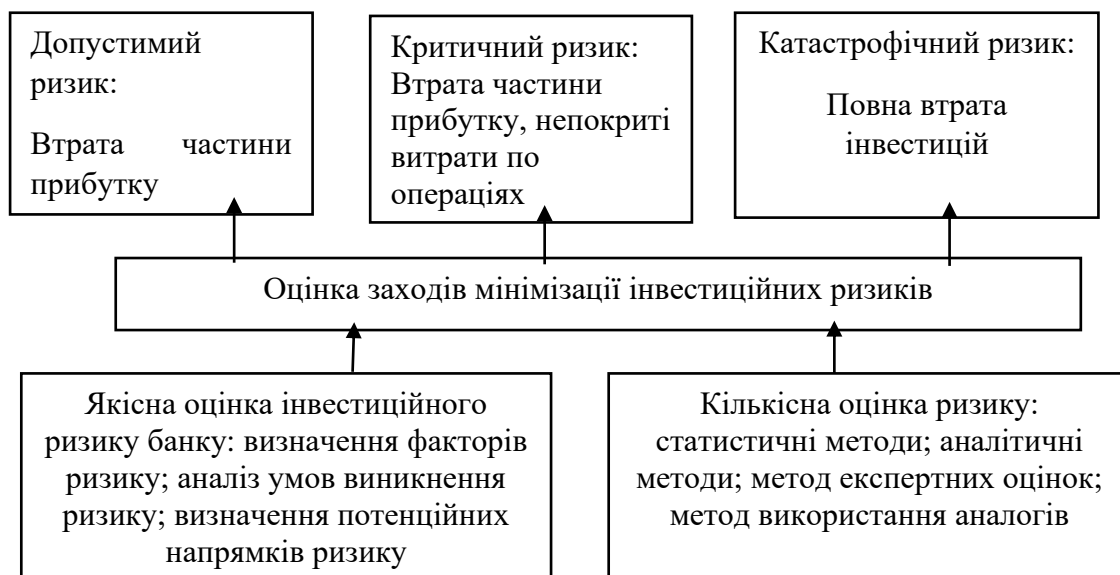 Допустимий
ризик:
Втрата частини
прибутку
Критичний ризик:
Втрата частини
прибутку, непокриті
витрати по
операціях
Катастрофічний ризик:
Повна втрата
інвестицій
Оцінка заходів мінімізації інвестиційних ризиків
Якісна оцінка інвестиційного
ризику банку: визначення факторів
ризику; аналіз умов виникнення
ризику; визначення потенційних
напрямків ризику
Кількісна оцінка ризику:
статистичні методи; аналітичні
методи; метод експертних оцінок;
метод використання аналогів